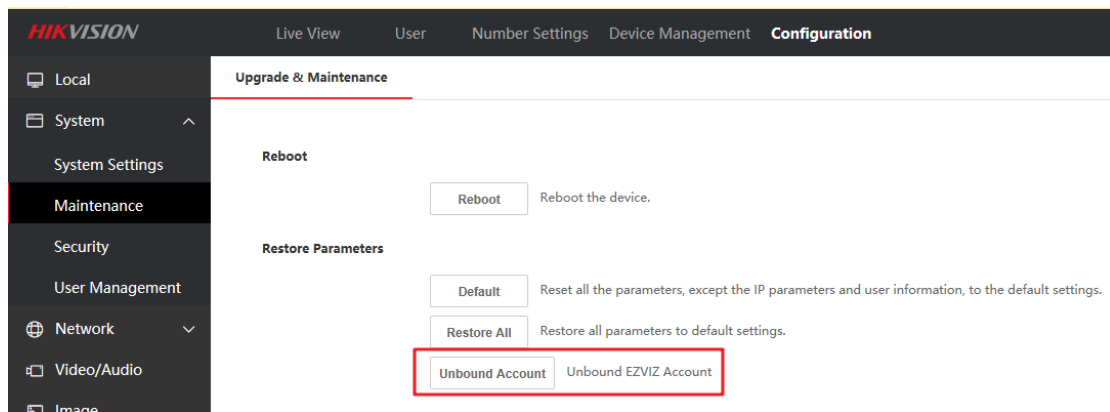 HIKVISION
Live View User Number Settings Device Management Configuration
Local
Upgrade & Maintenance
System
Reboot
System Settings
Reboot Reboot the device.
Maintenance
Security
Restore Parameters
User Management
Default Reset all the parameters, except the IP parameters and user information, to the default settings.
Network
Restore All Restore all parameters to default settings.
Video/Audio
Unbound Account Unbound EZVIZ Account
Image